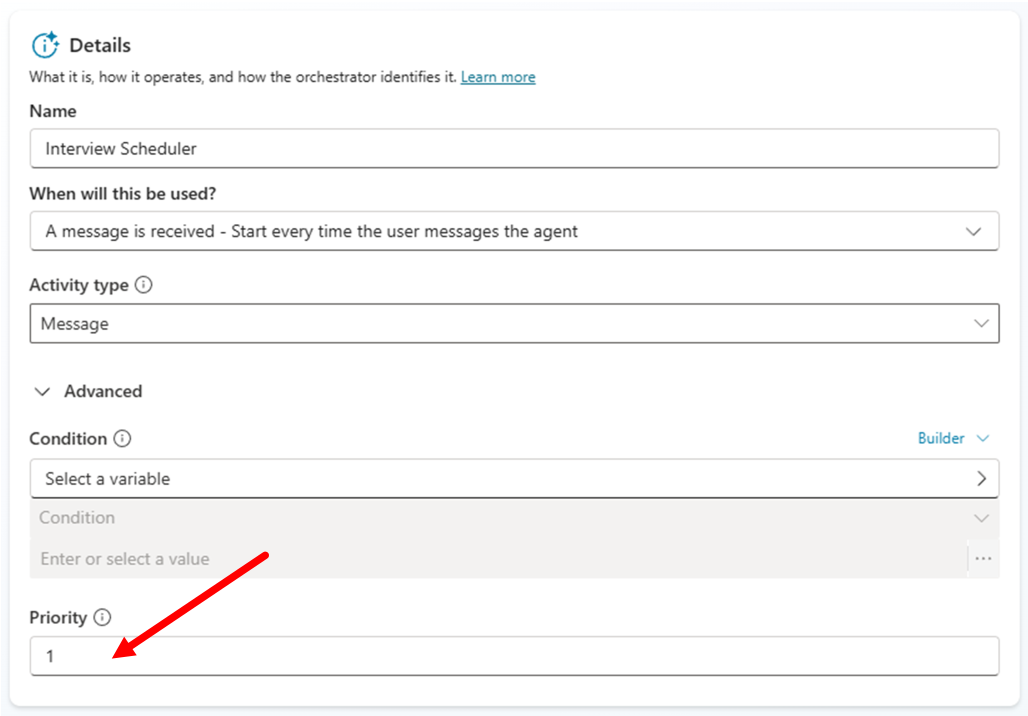 Details
What it is, how it operates, and how the orchestrator identifies it. Learn more
Name
Interview Scheduler
When will this be used?
A message is received - Start every time the user messages the agent
Activity type
Message
Advanced
Condition
Builder
Select a variable
Condition
Enter or select a value
...
Priority
1